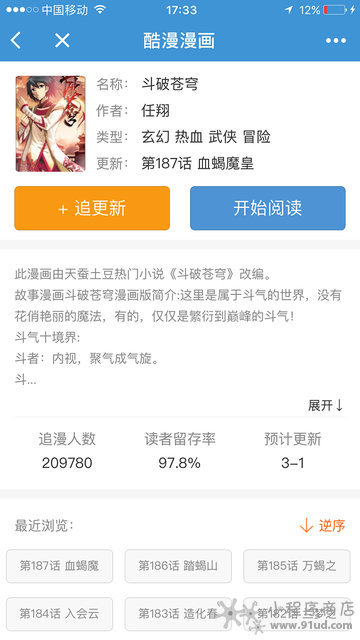 中国移动 17:33 12%
酷漫漫画
名称： 斗破苍穹
作者： 任翔
类型： 玄幻 热血 武侠 冒险
更新： 第187话 血蝎魔皇
+ 追更新 开始阅读
此漫画由天蚕土豆热门小说《斗破苍穹》改编。
故事漫画斗破苍穹漫画版简介:这里是属于斗气的世界，没有
花俏艳丽的魔法，有的，仅仅是繁衍到巅峰的斗气！
斗气十境界:
斗者：内视，聚气成气旋。
斗...
展开↓
追漫人数 读者留存率 预计更新
209780 97.8% 3-1
最近浏览： ↓ 逆序
第187话 血蝎魔 第186话 踏蝎山 第185话 万蝎之
第184话 入会云 第183话 造化春 第182话 三梦之
小程序商店
www.91ud.com